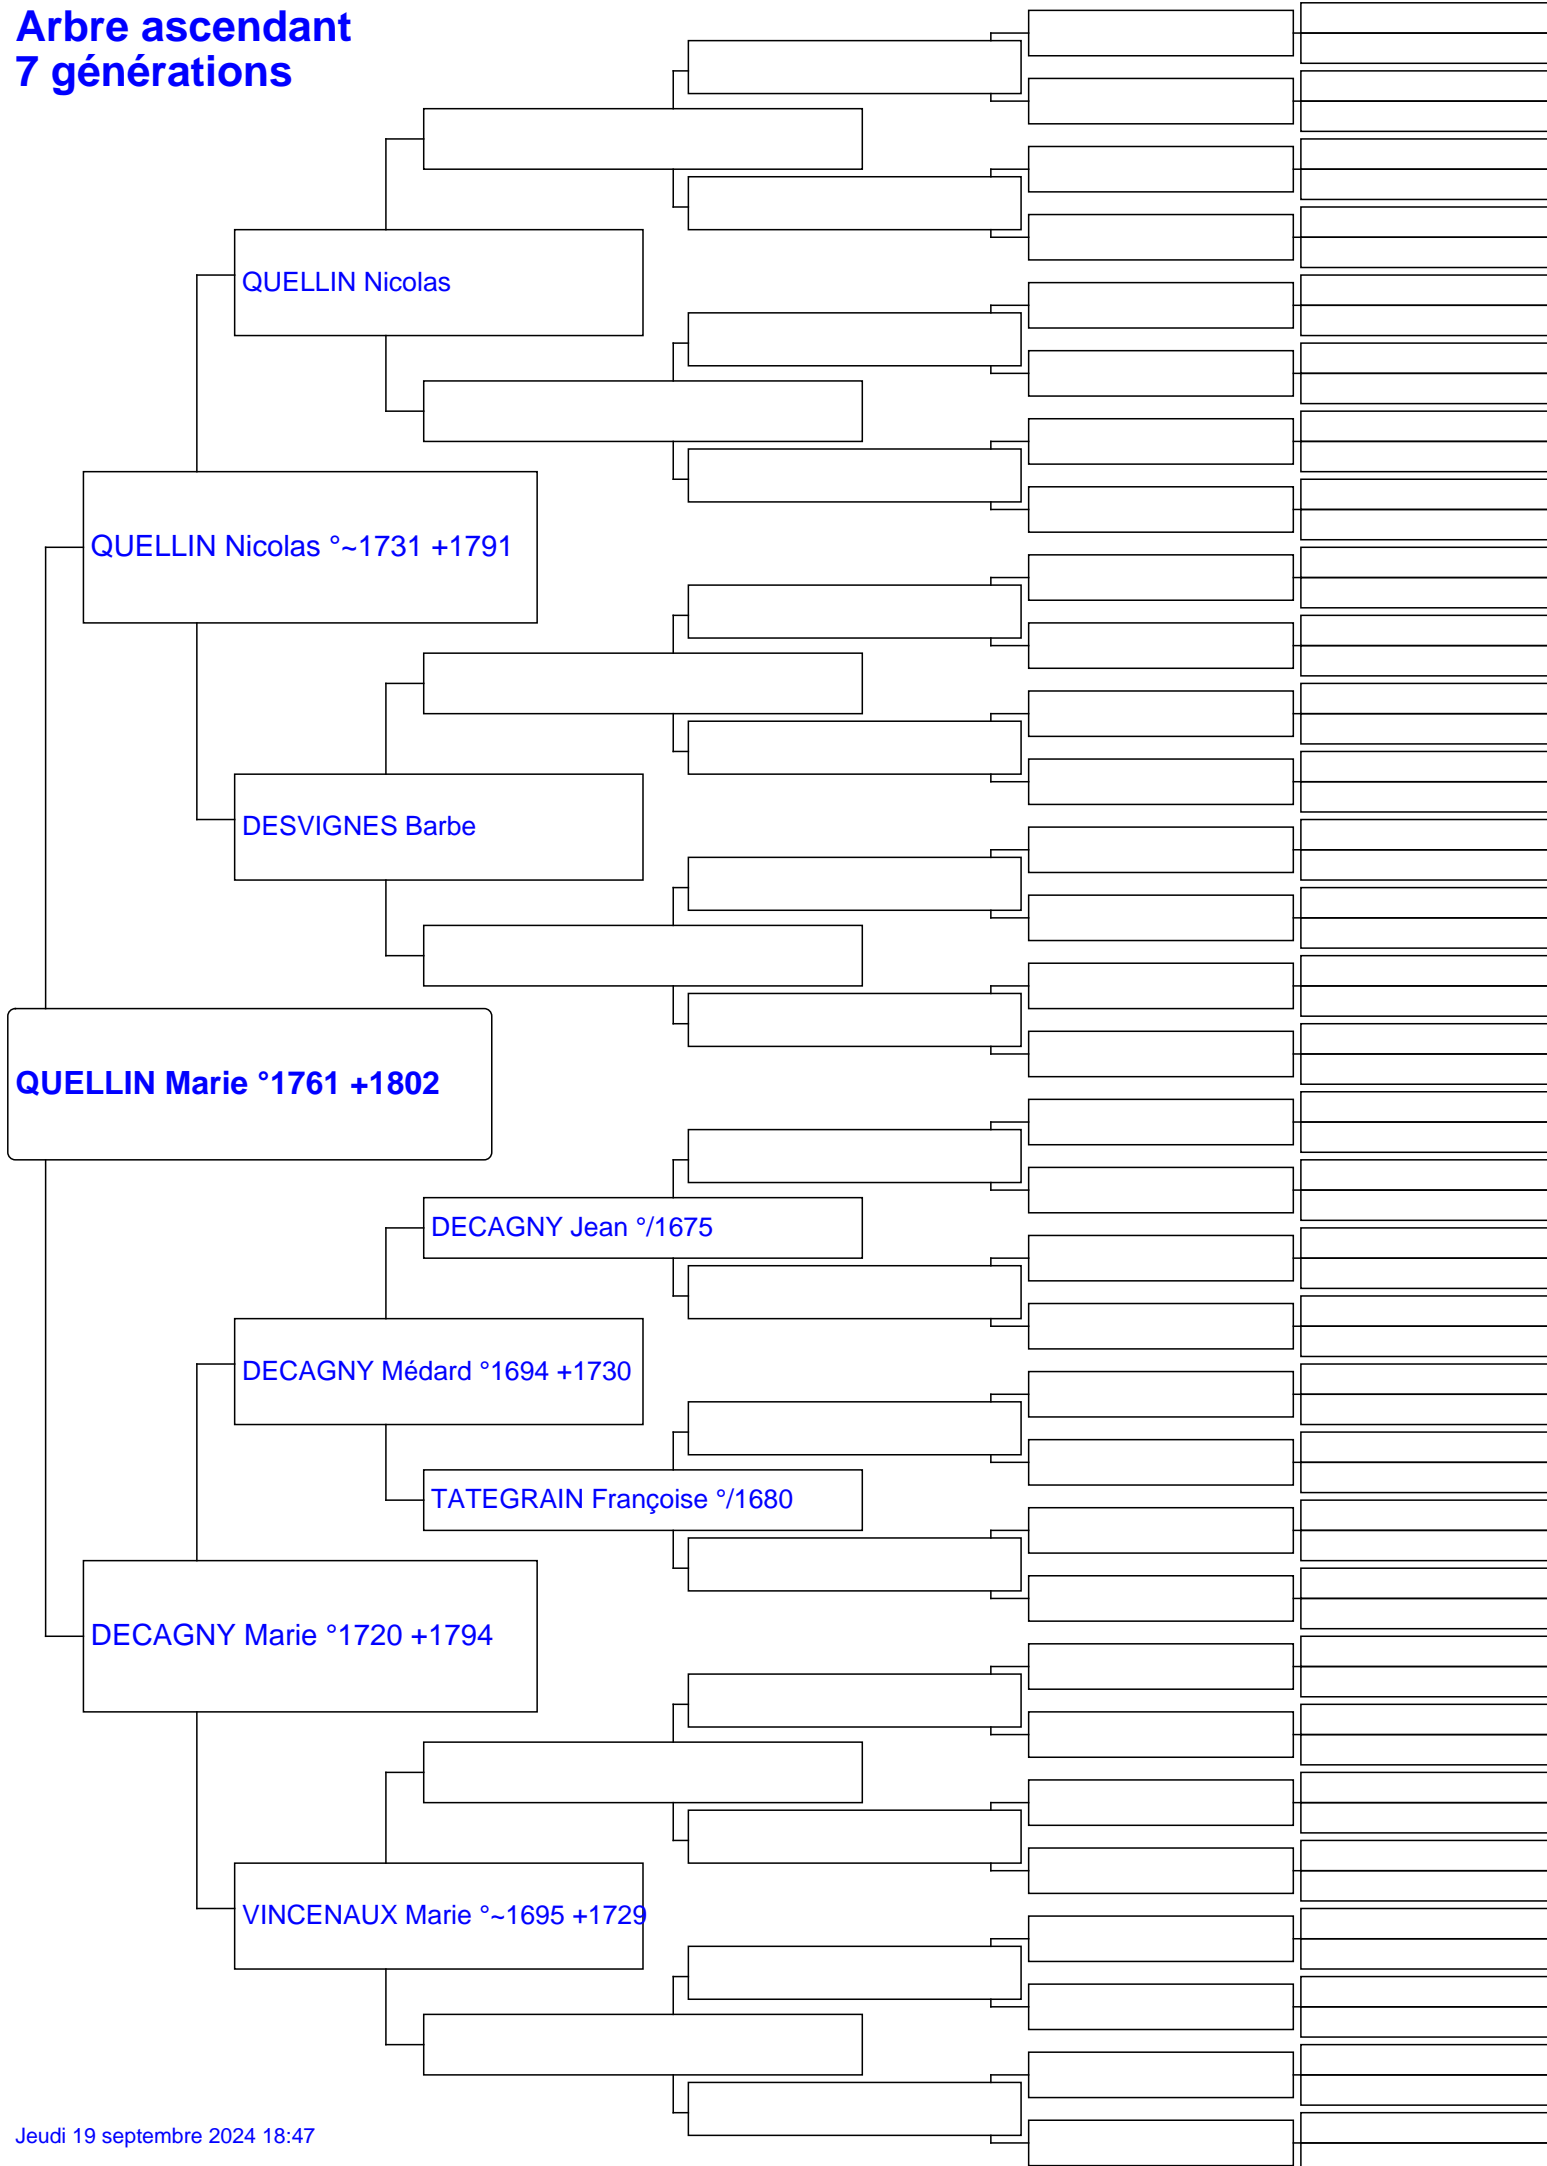 Arbre ascendant
7 générations
QUELLIN Nicolas
QUELLIN Nicolas °~1731 +1791
DESVIGNES Barbe
QUELLIN Marie °1761 +1802
DECAGNY Jean °/1675
DECAGNY Médard °1694 +1730
TATEGRAIN Françoise °/1680
DECAGNY Marie °1720 +1794
VINCENAUX Marie °~1695 +1729
Jeudi 19 septembre 2024 18:47